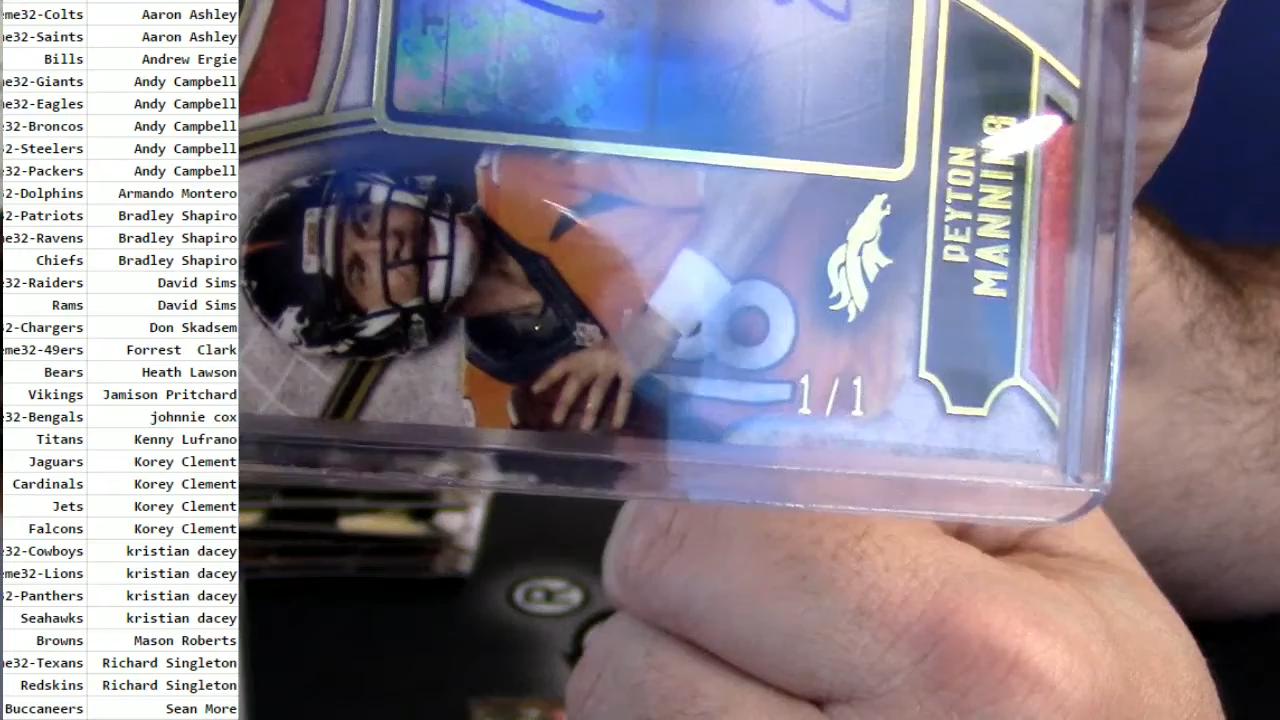 eme32-Colts Aaron Ashley
me32-Saints Aaron Ashley
Bills Andrew Ergie
me32-Giants Andy Campbell
me32-Eagles Andy Campbell
e32-Broncos Andy Campbell
32-Steelers Andy Campbell
e32-Packers Andy Campbell
2-Dolphins Armando Montero
2-Patriots Bradley Shapiro
me32-Ravens Bradley Shapiro
Chiefs Bradley Shapiro
e32-Raiders David Sims
Rams David Sims
2-Chargers Don Skadsem
eme32-49ers Forrest Clark
Bears Heath Lawson
Vikings Jamison Pritchard
e32-Bengals johnnie cox
Titans Kenny Lufrano
Jaguars Korey Clement
Cardinals Korey Clement
Jets Korey Clement
Falcons Korey Clement
e32-Cowboys kristian dacey
eme32-Lions kristian dacey
2-Panthers kristian dacey
Seahawks kristian dacey
Browns Mason Roberts
me32-Texans Richard Singleton
Redskins Richard Singleton
Buccaneers Sean More
PEYTON
MANNING
1/1
R